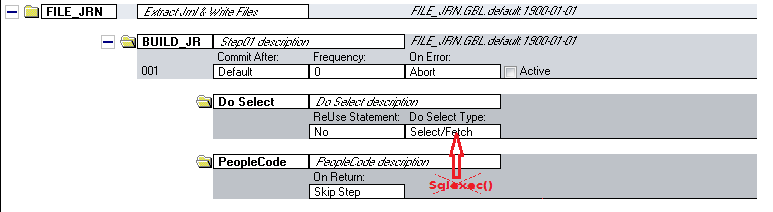 FILE_JRN Extract Jrnl & Write Files FILE_JRN.GBL.default.1900-01-01
BUILD_JR Step01 description FILE_JRN.GBL.default.1900-01-01
Commit After: Frequency: On Error:
001 Default 0 Abort Active
Do Select Do Select description
ReUse Statement: Do Select Type:
No Select/Fetch
PeopleCode PeopleCode description
On Return: Sqlexec()
Skip Step